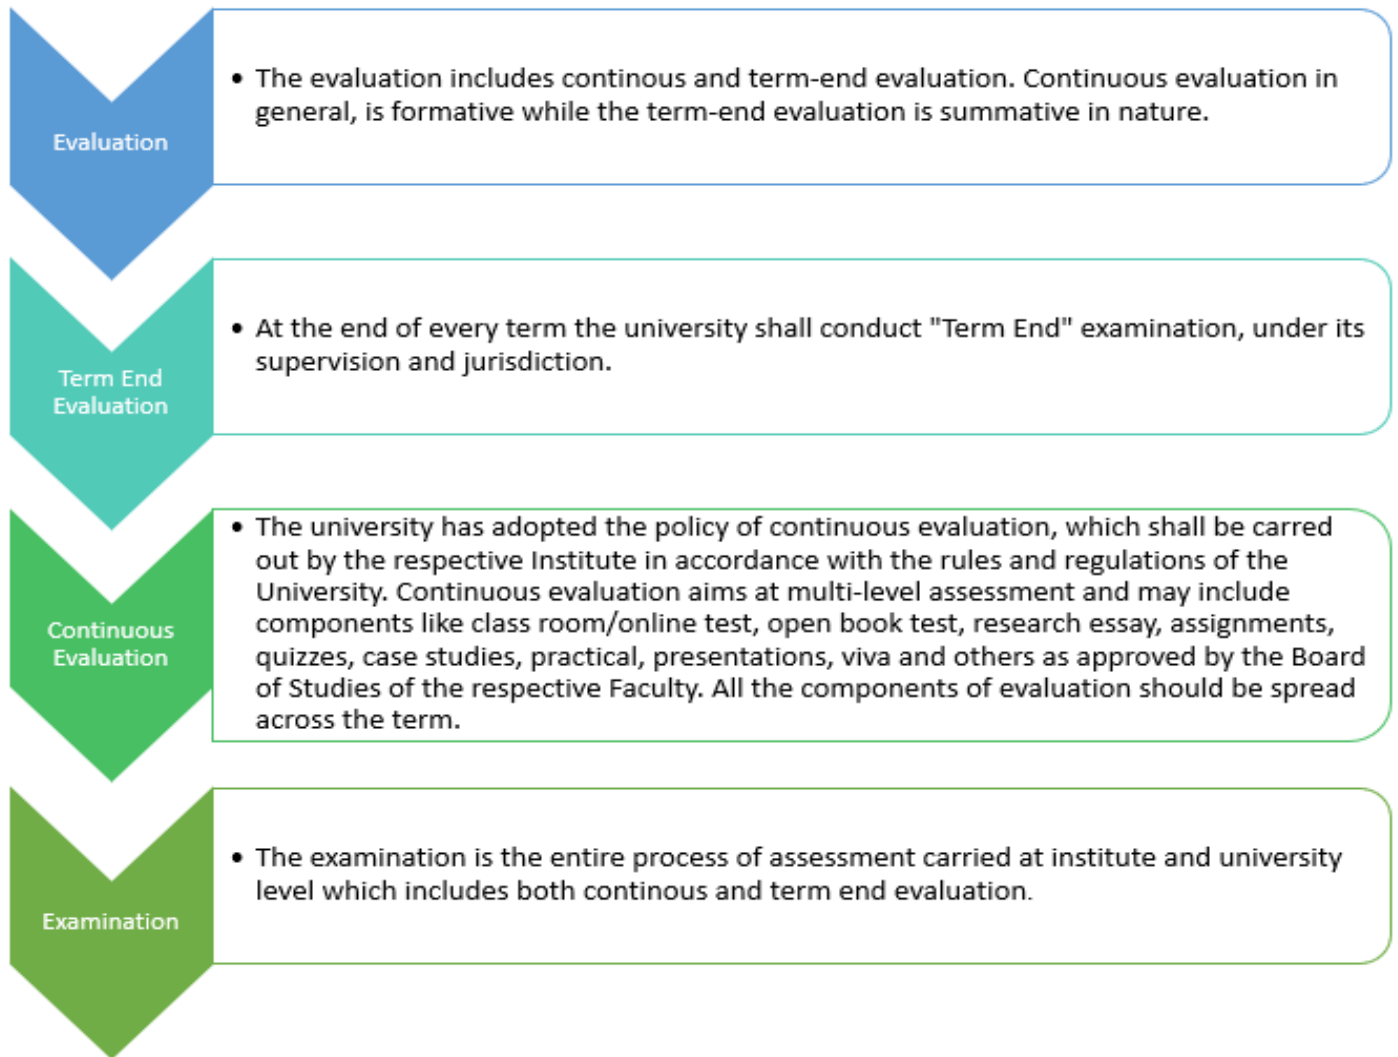 Evaluation
• The evaluation includes continous and term-end evaluation. Continuous evaluation in
general, is formative while the term-end evaluation is summative in nature.
Term End
Evaluation
• At the end of every term the university shall conduct "Term End" examination, under its
supervision and jurisdiction.
Continuous
Evaluation
• The university has adopted the policy of continuous evaluation, which shall be carred
out by the respective Institute in accordance with the rules and regulations of the
University. Continuous evaluation aims at multi-level assessment and may include
components like class room/online test, open book test, research essay, assignments,
quizzes, case studies, practical, presentations, viva and others as approved by the Board
of Studies of the respective Faculty. All the components of evaluation should be spread
across the term.
Examination
• The examination is the entire process of assessment carried at institute and university
level which includes both continous and term end evaluation.